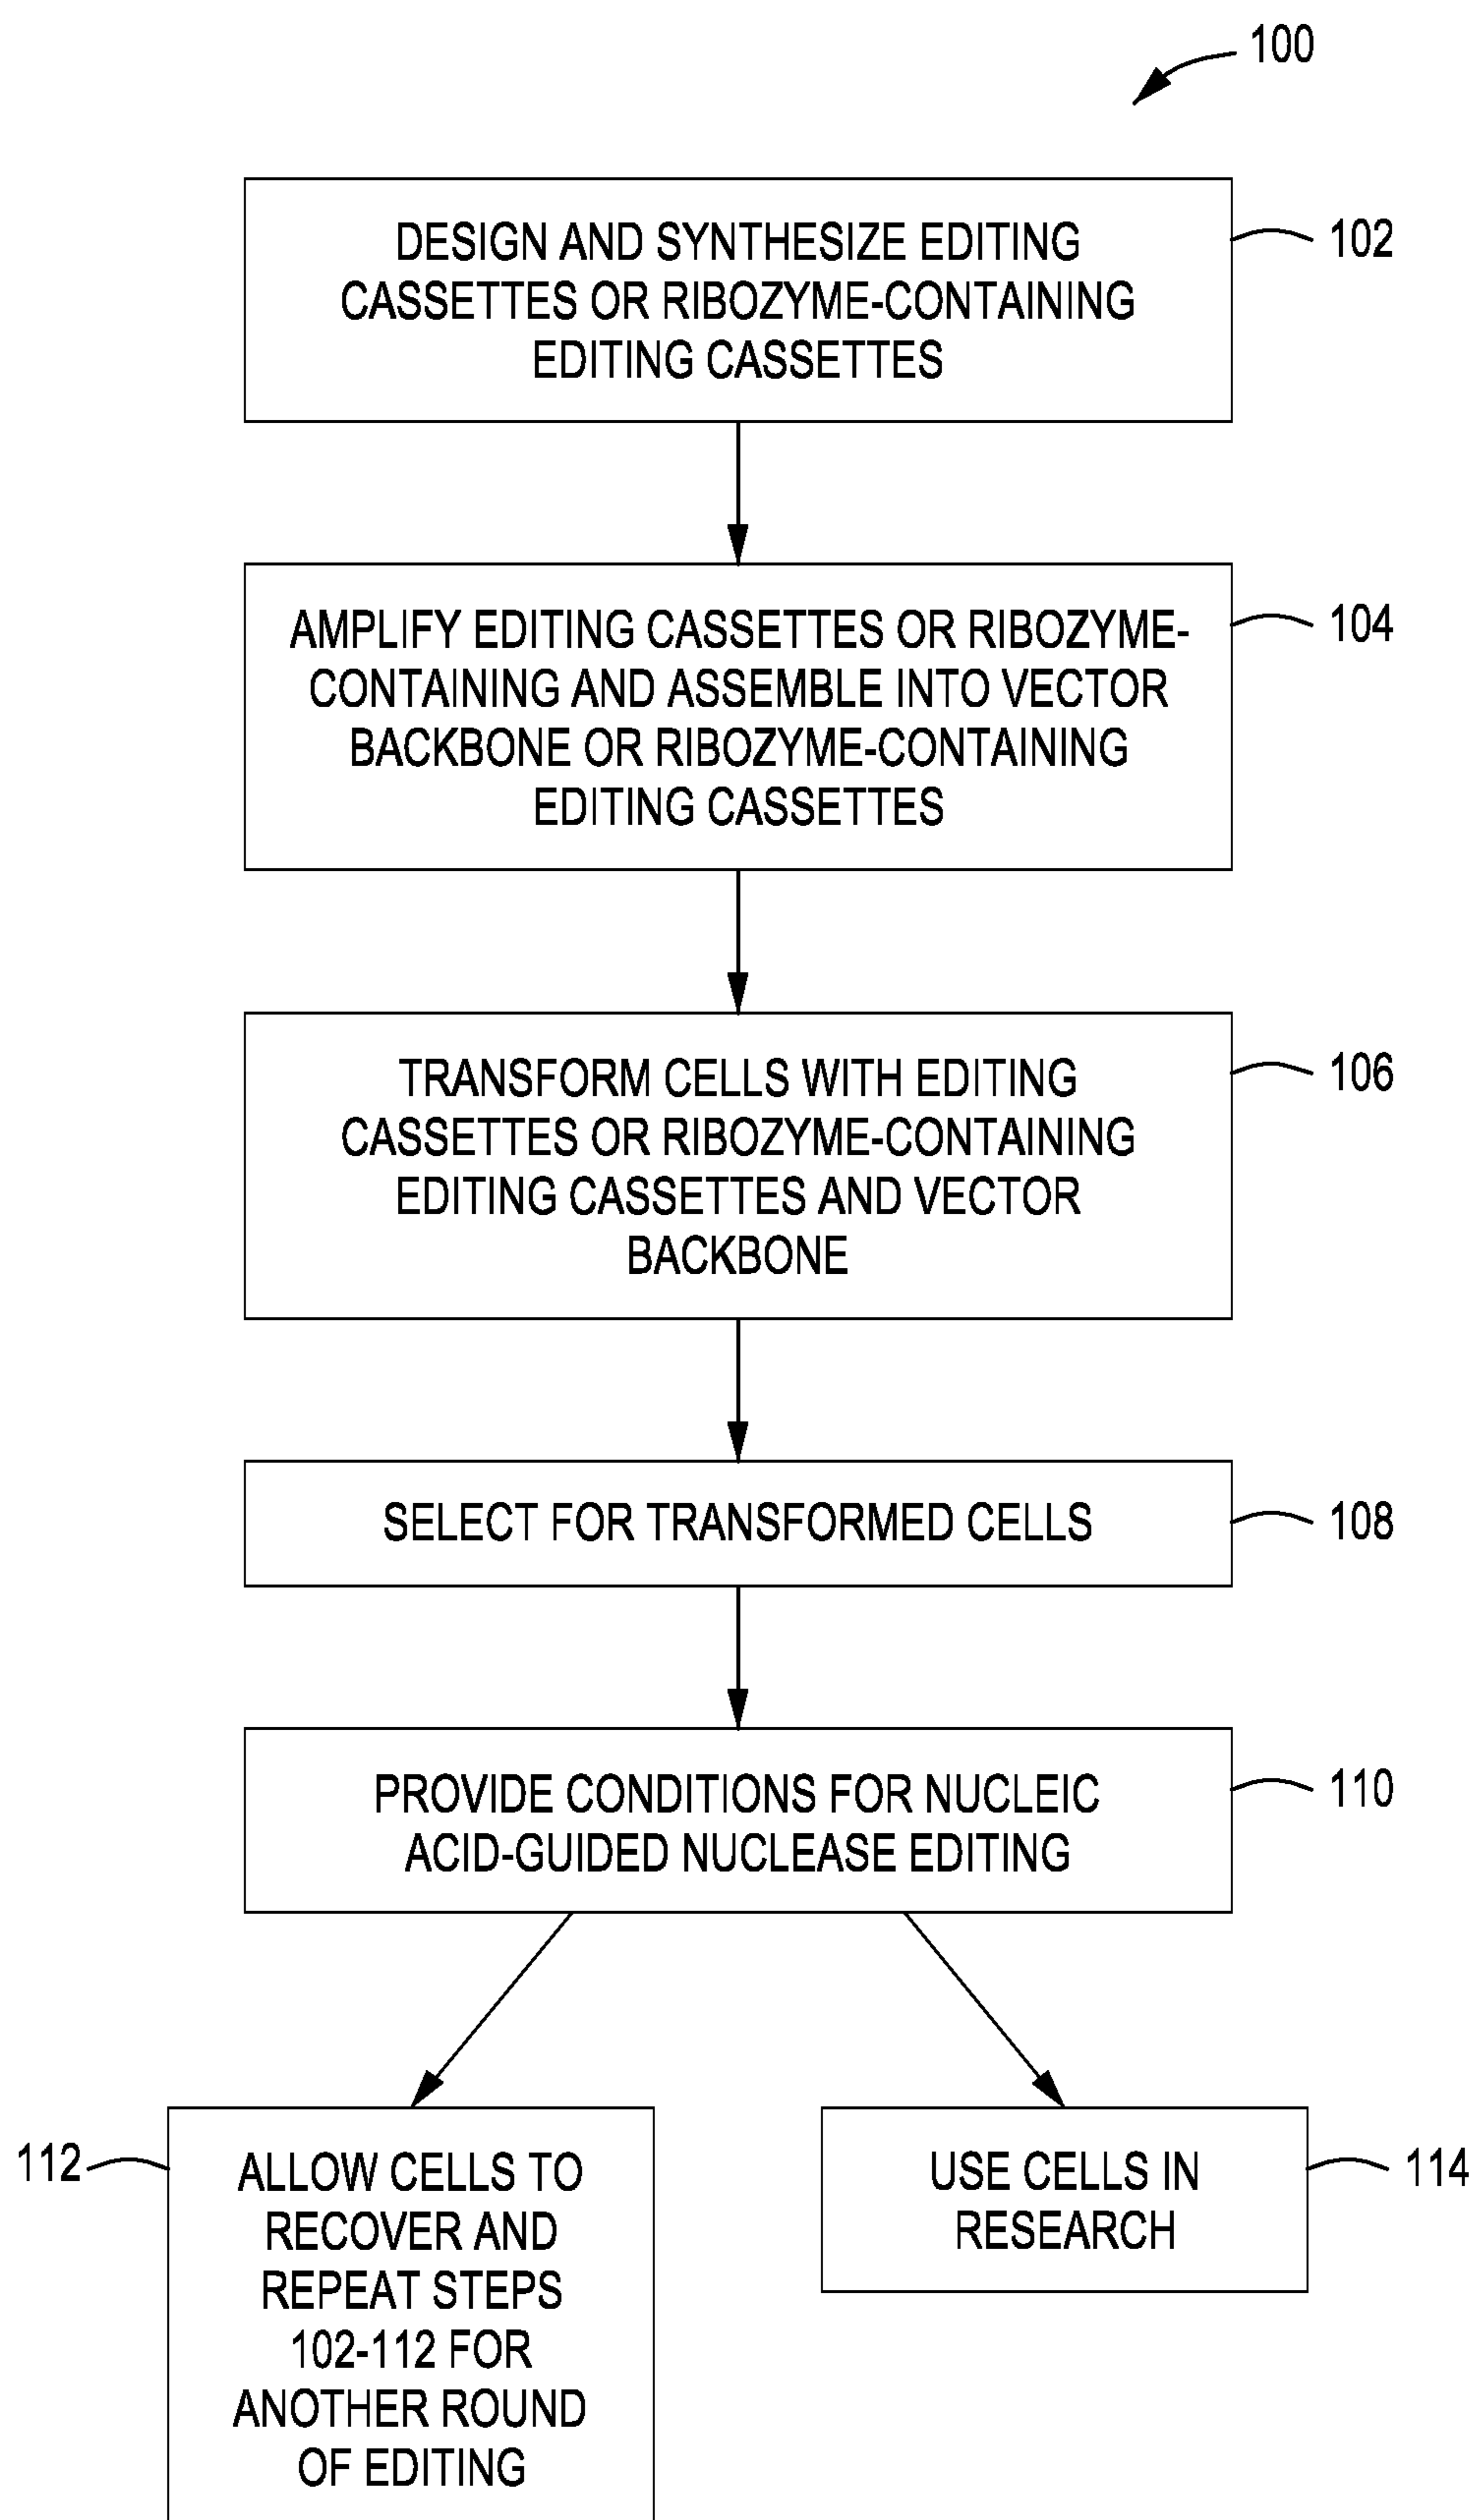 100
DESIGN AND SYNTHESIZE EDITING
CASSETTES OR RIBOZYME-CONTAINING
EDITING CASSETTES
102
AMPLIFY EDITING CASSETTES OR RIBOZYME-
CONTAINING AND ASSEMBLE INTO VECTOR
BACKBONE OR RIBOZYME-CONTAINING
EDITING CASSETTES
104
TRANSFORM CELLS WITH EDITING
CASSETTES OR RIBOZYME-CONTAINING
EDITING CASSETTES AND VECTOR
BACKBONE
106
SELECT FOR TRANSFORMED CELLS
108
PROVIDE CONDITIONS FOR NUCLEIC
ACID-GUIDED NUCLEASE EDITING
110
112
ALLOW CELLS TO
RECOVER AND
REPEAT STEPS
102-112 FOR
ANOTHER ROUND
OF EDITING
USE CELLS IN
RESEARCH
114